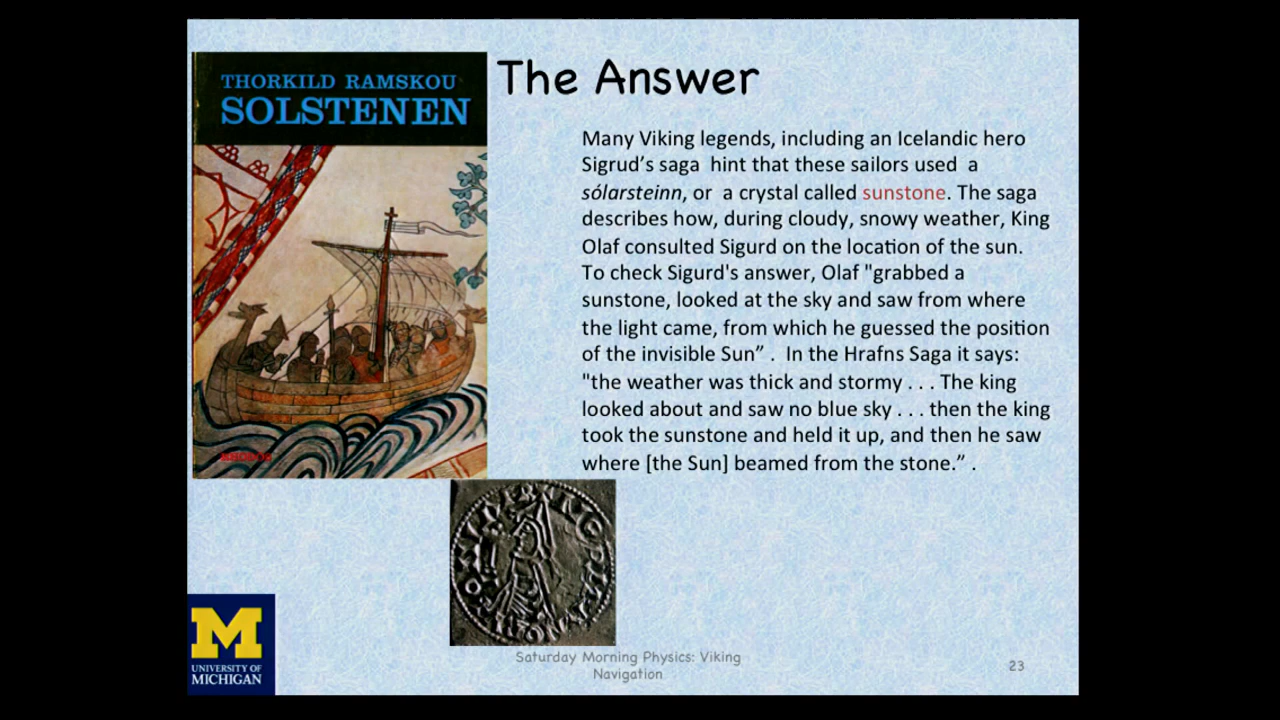 THORKILD RAMSKOU
SOLSTENEN
The Answer
Many Viking legends, including an Icelandic hero
Sigrud's saga hint that these sailors used a
sólarsteinn, or a crystal called sunstone. The saga
describes how, during cloudy, snowy weather, King
Olaf consulted Sigurd on the location of the sun.
To check Sigurd's answer, Olaf "grabbed a
sunstone, looked at the sky and saw from where
the light came, from which he guessed the position
of the invisible Sun” . In the Hrafns Saga it says:
"the weather was thick and stormy . . . The king
looked about and saw no blue sky . . . then the king
took the sunstone and held it up, and then he saw
where [the Sun] beamed from the stone.” .
M
UNIVERSITY OF
MICHIGAN
Saturday Morning Physics: Viking
Navigation
23